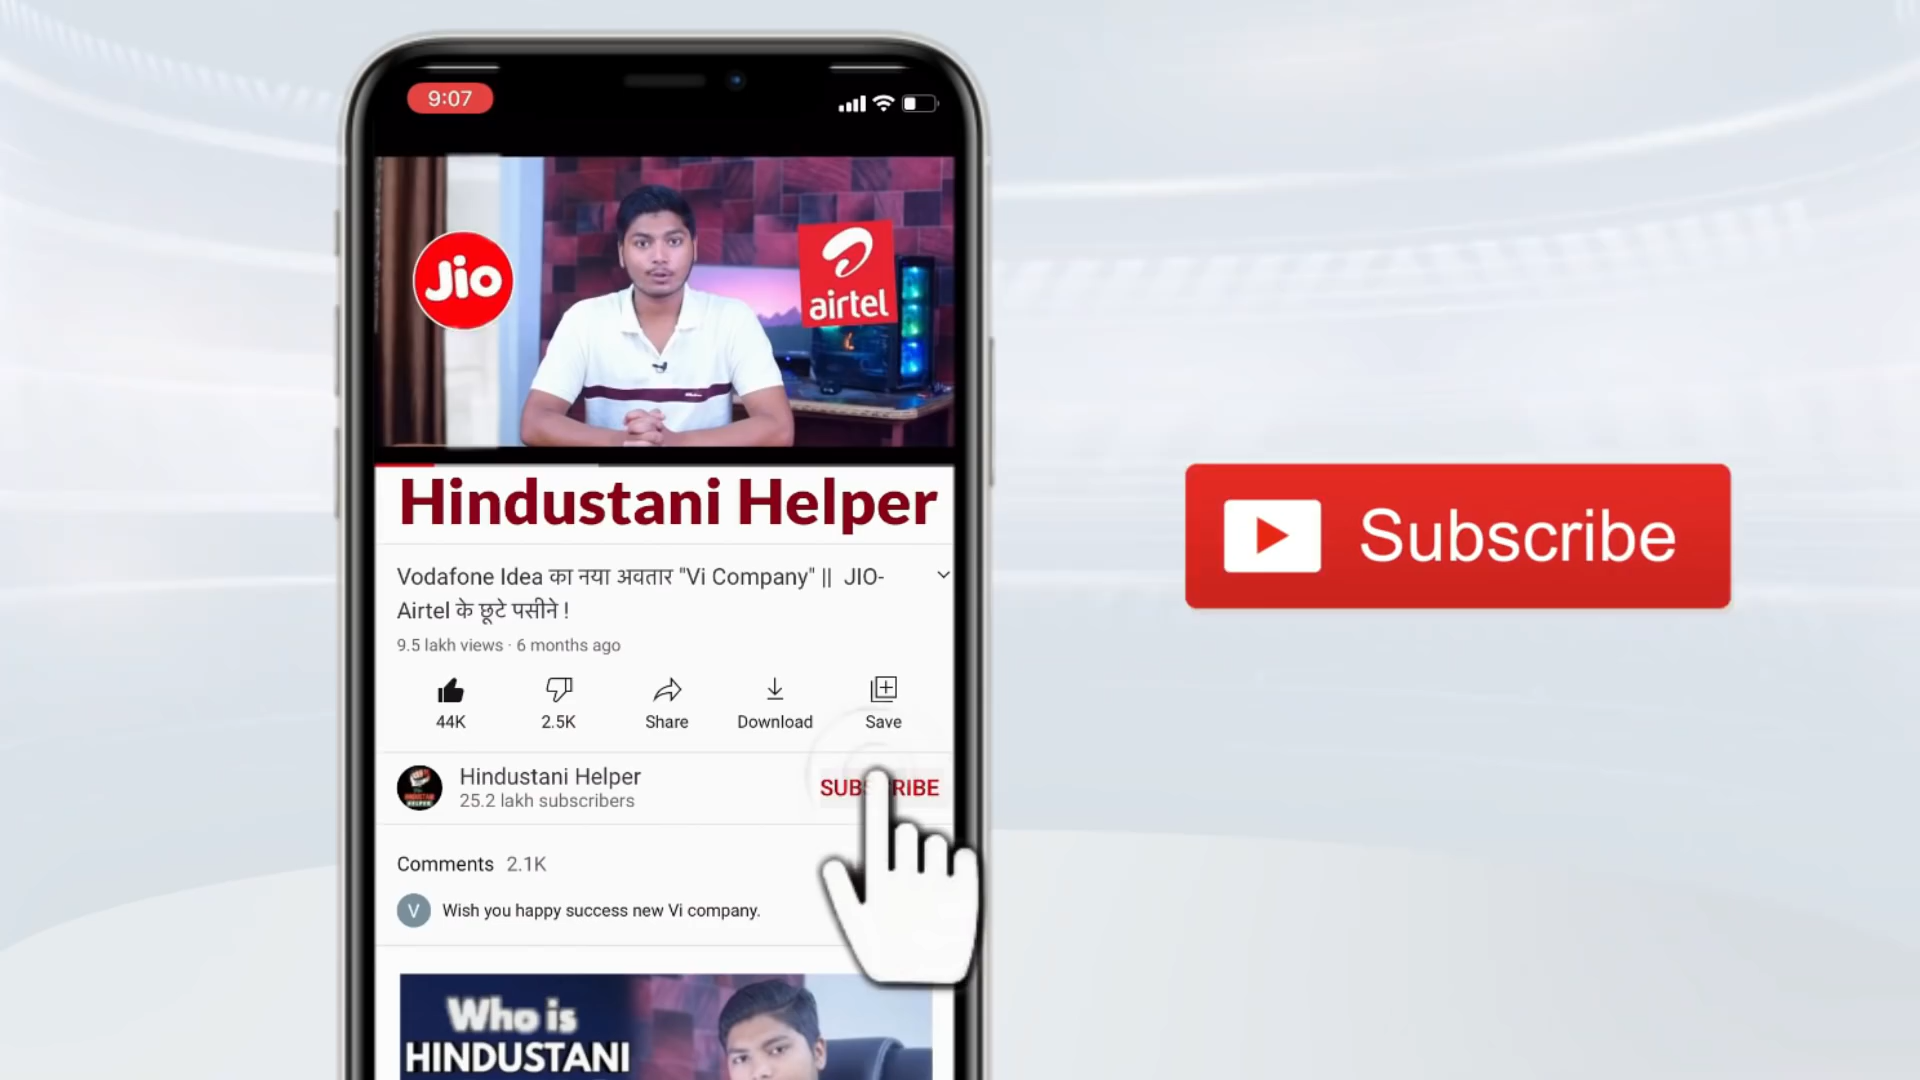 9:07
Jio
airtel
Hindustani Helper
Vodafone Idea का नया अवतार "Vi Company" || JIO-
Airtel के छूटे पसीने !
9.5 lakh views · 6 months ago
44K
2.5K
Share
Download
Save
Hindustani Helper
25.2 lakh subscribers
Comments 2.1K
V
Wish you happy success new Vi company.
Who is
HINDUSTANI
Subscribe